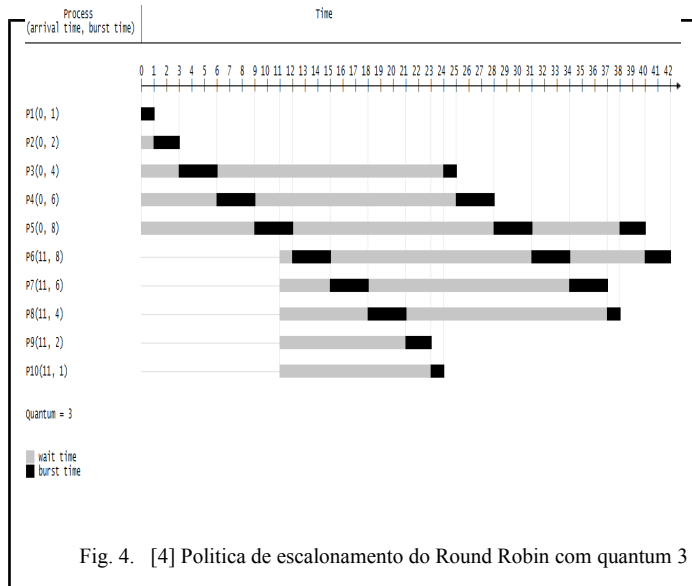 Process
(arrival time, burst time)
Time
0 1 2 3 4 5 6 7 8 9 10 11 12 13 14 15 16 17 18 19 20 21 22 23 24 25 26 27 28 29 30 31 32 33 34 35 36 37 38 39 40 41 42
P1(0, 1)
P2(0, 2)
P3(0, 4)
P4(0, 6)
P5(0, 8)
P6(11, 8)
P7(11, 6)
P8(11, 4)
P9(11, 2)
P10(11, 1)
Quantum = 3
wait time
burst time
Fig. 4. [4] Politica de escalonamento do Round Robin com quantum 3